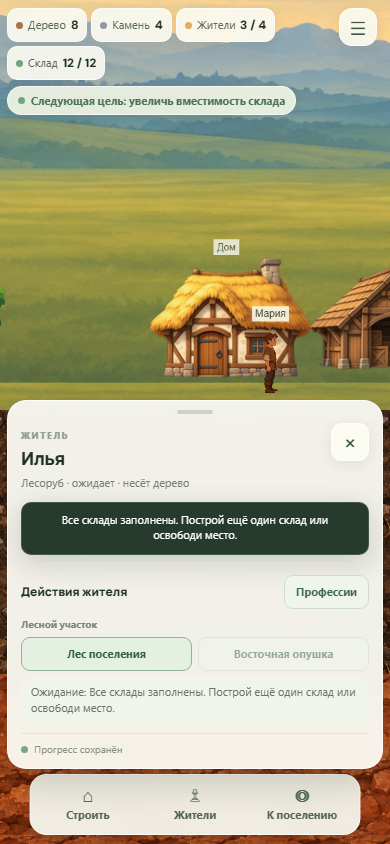 Дерево 8
Камень 4
Жители 3 / 4
Склад 12 / 12
Следующая цель: увеличь вместимость склада
Дом
Мария
ЖИТЕЛЬ
Илья
Лесоруб · ожидает · несёт дерево
Все склады заполнены. Построй ещё один склад или
освободи место.
Действия жителя
Профессии
Лесной участок
Лес поселения
Восточная опушка
Ожидание: Все склады заполнены. Построй ещё один склад или
освободи место.
Прогресс сохранён
Строить
Жители
К поселению